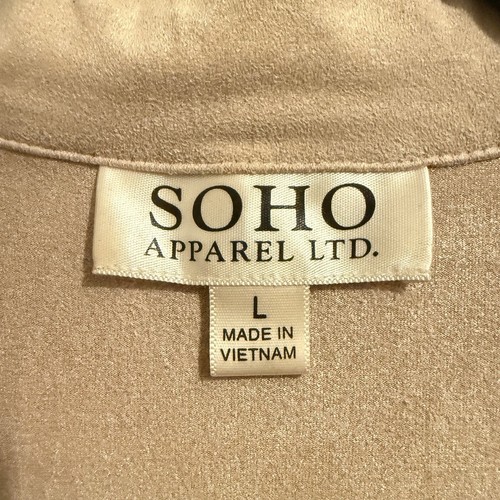 SOHO
APPAREL LTD.
L
MADE IN
VIETNAM